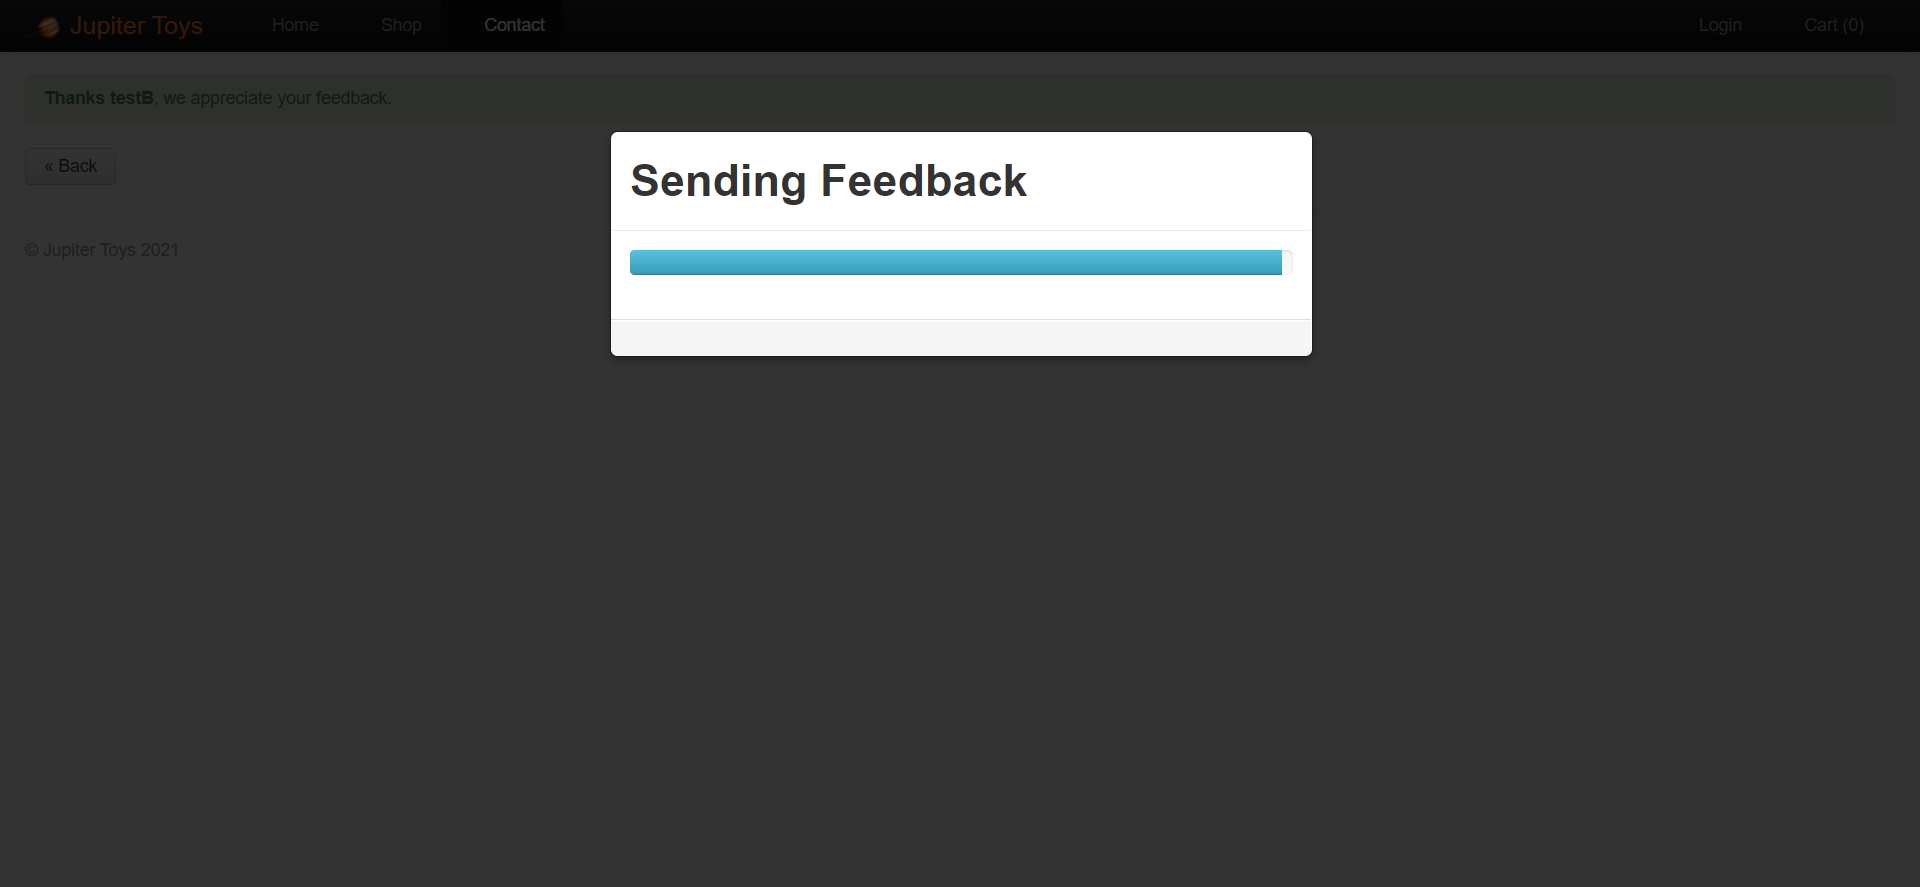 Jupiter Toys Home Shop Contact Login Cart (0)
Thanks testB, we appreciate your feedback.
« Back
Sending Feedback
© Jupiter Toys 2021